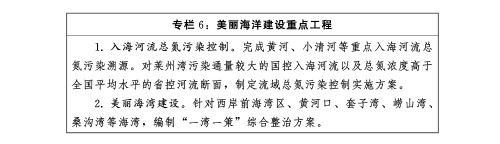 专栏 6：美丽海洋建设重点工程
1. 入海河流总氮污染控制。完成黄河、小清河等重点入海河流总
氮污染溯源。对莱州湾污染通量较大的国控入海河流以及总氮浓度高于
全国平均水平的省控河流断面，制定流域总氮污染控制实施方案。
2. 美丽海湾建设。针对西岸前海湾区、黄河口、套子湾、崂山湾、
桑沟湾等海湾，编制“一湾一策”综合整治方案。